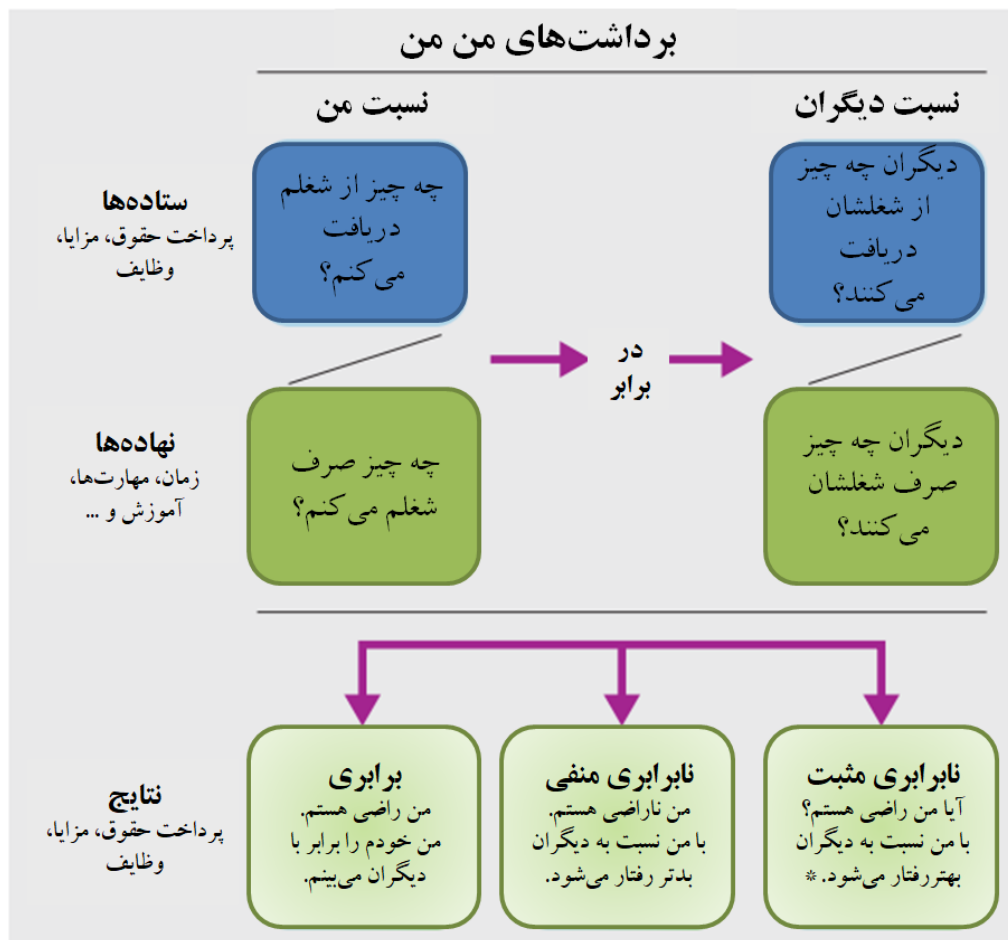 برداشت‌های من من
نسبت من
نسبت دیگران
ستاده‌ها
پرداخت حقوق، مزایا،
وظایف
چه چیز از شغلم
دریافت
می‌کنم؟
دیگران چه چیز
از شغلشان
دریافت
می‌کنند؟
در
برابر
نهاده‌ها
زمان، مهارت‌ها،
آموزش و ...
چه چیز صرف
شغلم می‌کنم؟
دیگران چه چیز
صرف شغلشان
می‌کنند؟
نتایج
پرداخت حقوق، مزایا،
وظایف
برابری
من راضی هستم.
من خودم را برابر با
دیگران می‌بینم.
نابرابری منفی
من ناراضی هستم.
با من نسبت به دیگران
بدتر رفتار می‌شود.
نابرابری مثبت
آیا من راضی هستم؟
با من نسبت به دیگران
بهتررفتار می‌شود. *